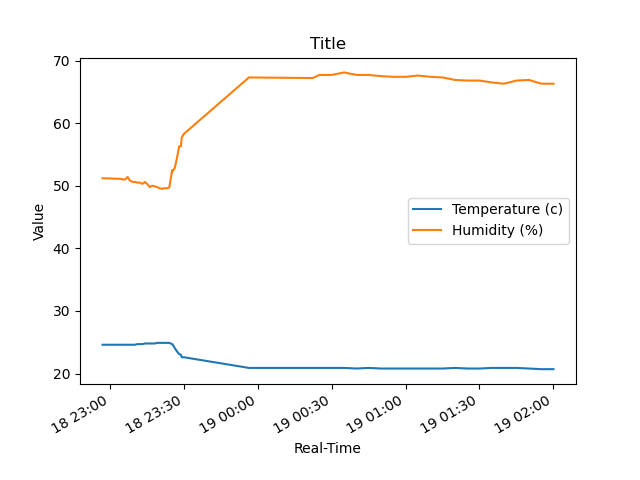 Title
70
60
50
40
30
20
Value
Temperature (c)
Humidity (%)
18 23:00
18 23:30
19 00:00
19 00:30
19 01:00
19 01:30
19 02:00
Real-Time